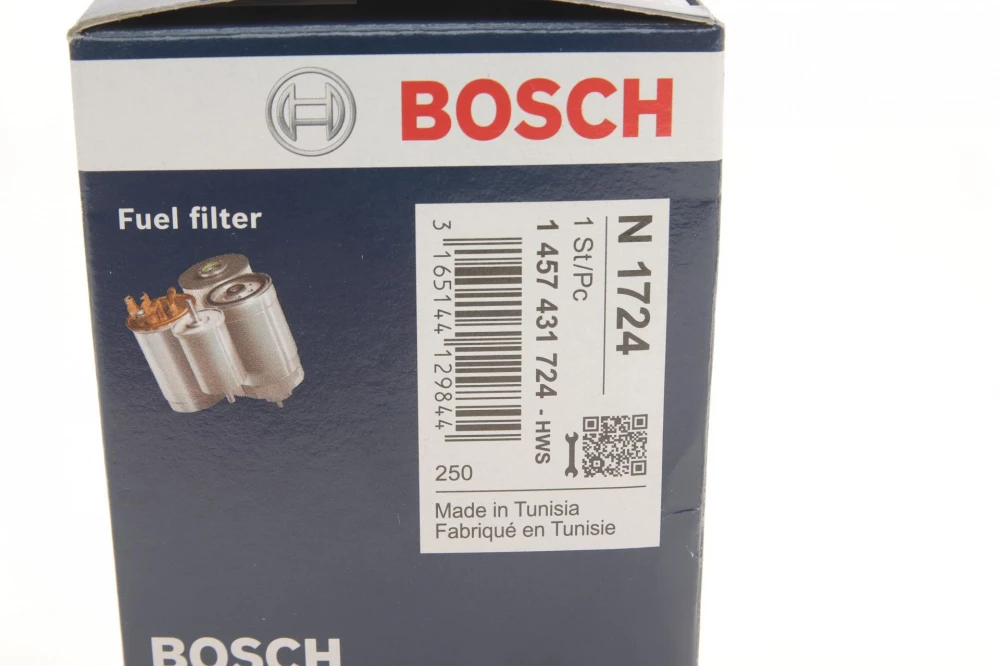 BOSCH
Fuel filter
N 1724
1 St/Pc
1 457 431 724 - HWS
3 165144 129844
250
Made in Tunisia
Fabriqué en Tunisie
BOSCH